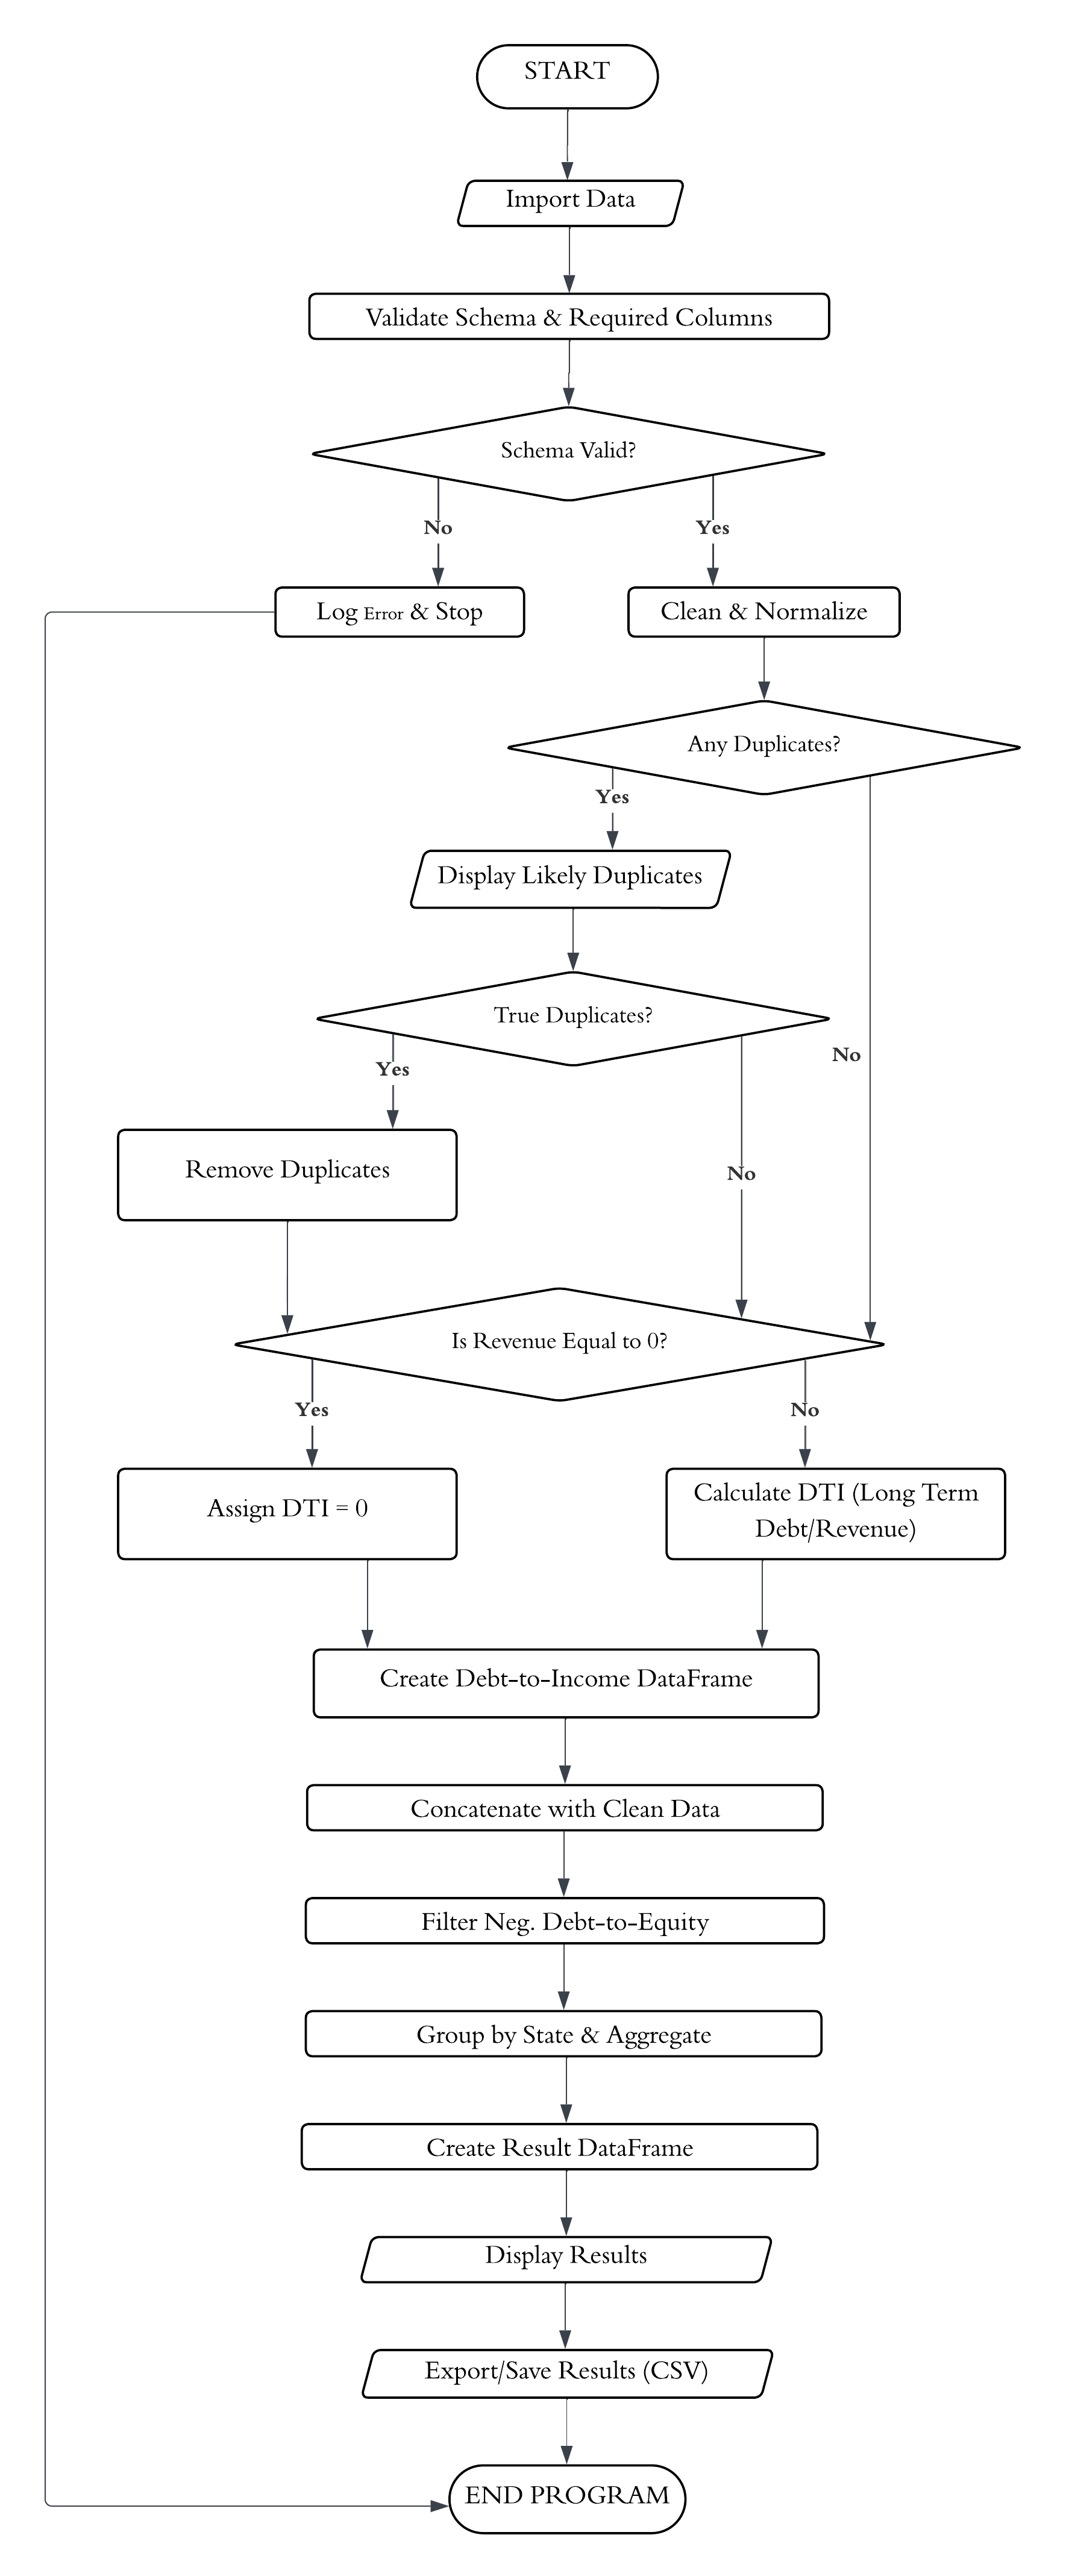 START
Import Data
Validate Schema & Required Columns
Schema Valid?
No
Yes
Log Error & Stop
Clean & Normalize
Any Duplicates?
Yes
Display Likely Duplicates
True Duplicates?
No
Yes
Remove Duplicates
No
Is Revenue Equal to 0?
Yes
No
Assign DTI = 0
Calculate DTI (Long Term
Debt/Revenue)
Create Debt-to-Income DataFrame
Concatenate with Clean Data
Filter Neg. Debt-to-Equity
Group by State & Aggregate
Create Result DataFrame
Display Results
Export/Save Results (CSV)
END PROGRAM